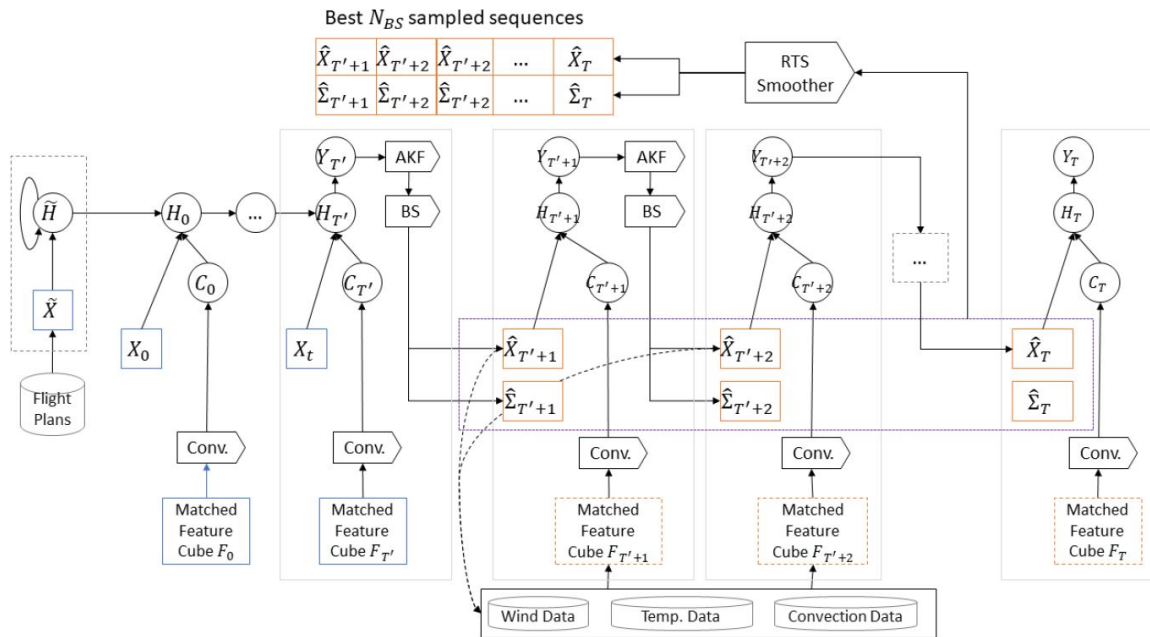 Best N_BS sampled sequences
X̂_T'+1 X̂_T'+2 X̂_T'+2 ... X̂_T
Σ̂_T'+1 Σ̂_T'+2 Σ̂_T'+2 ... Σ̂_T
RTS
Smoother
Y_T' AKF Y_T'+1 AKF Y_T'+2 Y_T
H̃ H_0 ... H_T' BS H_T'+1 BS H_T'+2 H_T
...
C_0 C_T' C_T'+1 C_T'+2 C_T
X̃
X_0 X_t X̂_T'+1 X̂_T'+2 X̂_T
Σ̂_T'+1 Σ̂_T'+2 Σ̂_T
Flight
Plans
Conv. Conv. Conv. Conv. Conv.
Matched Matched Matched Matched Matched
Feature Feature Feature Feature Feature
Cube F_0 Cube F_T' Cube F_T'+1 Cube F_T'+2 Cube F_T
Wind Data Temp. Data Convection Data